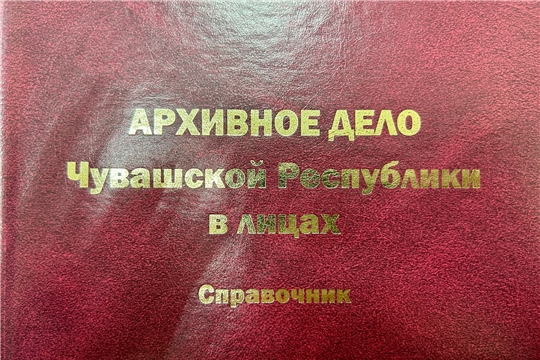 АРХИВНОЕ ДЕЛО
Чувашской Республики
в лицах
Справочник